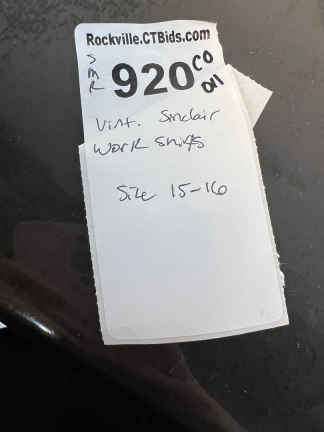 Rockville.CTBids.com
SMR 920 CO 011
Vint. Sinclair
work shirts
Size 15-16